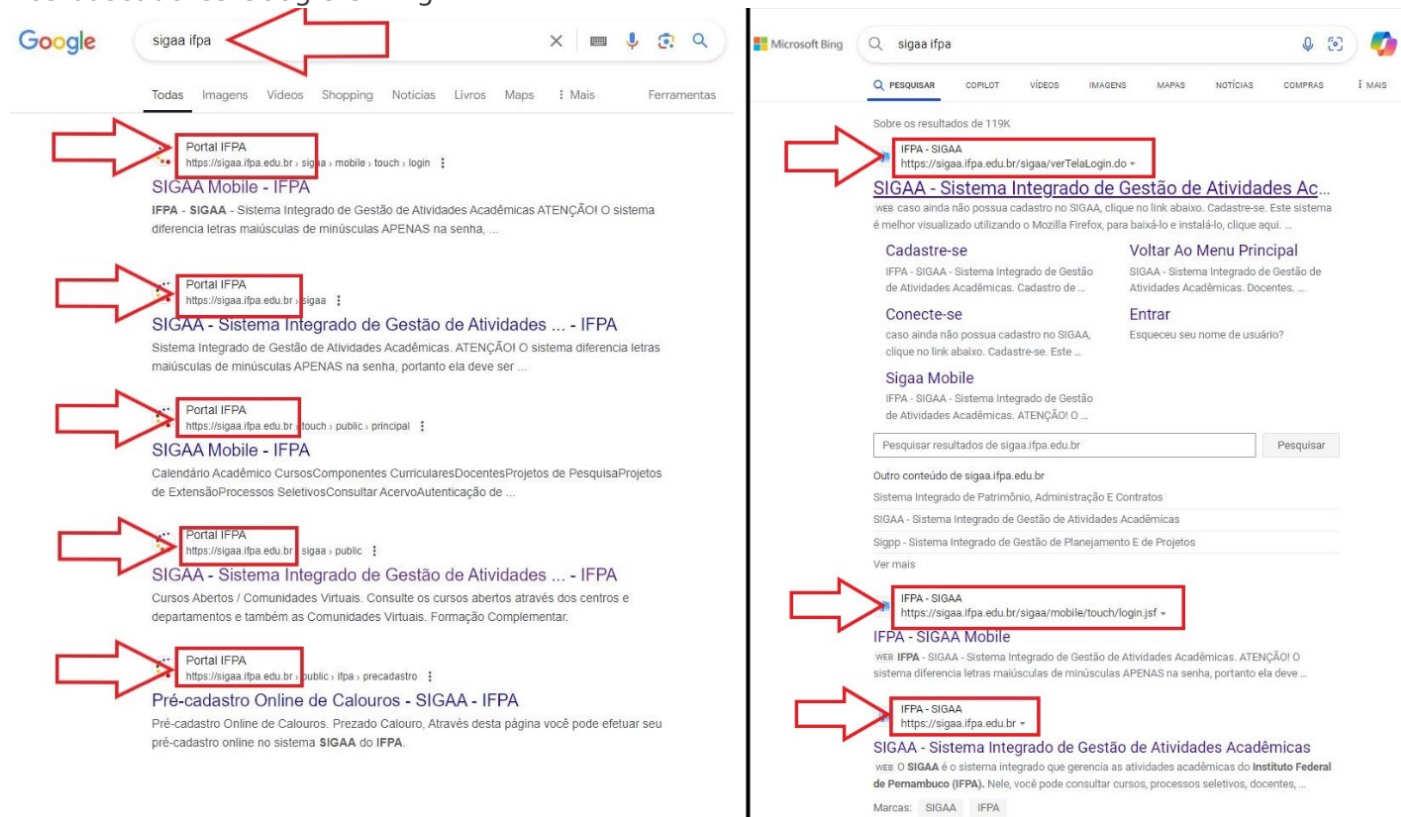 Google
sigaa ifpa
Todas Imagens Vídeos Shopping Notícias Livros Maps Mais Ferramentas
Portal IFPA
https://sigaa.ifpa.edu.br › sigaa › mobile › touch › login
SIGAA Mobile - IFPA
IFPA - SIGAA - Sistema Integrado de Gestão de Atividades Acadêmicas ATENÇÃO! O sistema
diferencia letras maiúsculas de minúsculas APENAS na senha, ...
Portal IFPA
https://sigaa.ifpa.edu.br › sigaa
SIGAA - Sistema Integrado de Gestão de Atividades ... - IFPA
Sistema Integrado de Gestão de Atividades Acadêmicas. ATENÇÃO! O sistema diferencia letras
maiúsculas de minúsculas APENAS na senha, portanto ela deve ser ...
Portal IFPA
https://sigaa.ifpa.edu.br › touch › public › principal
SIGAA Mobile - IFPA
Calendário Acadêmico CursosComponentes CurricularesDocentesProjetos de PesquisaProjetos
de ExtensãoProcessos SeletivosConsultar AcervoAutenticação de ...
Portal IFPA
https://sigaa.ifpa.edu.br › sigaa › public
SIGAA - Sistema Integrado de Gestão de Atividades ... - IFPA
Cursos Abertos / Comunidades Virtuais. Consulte os cursos abertos através dos centros e
departamentos e também as Comunidades Virtuais. Formação Complementar.
Portal IFPA
https://sigaa.ifpa.edu.br › public › ifpa › precadastro
Pré-cadastro Online de Calouros - SIGAA - IFPA
Pré-cadastro Online de Calouros. Prezado Calouro, Através desta página você pode efetuar seu
pré-cadastro online no sistema SIGAA do IFPA.
Microsoft Bing
sigaa ifpa
PESQUISAR COPILOT VÍDEOS IMAGENS MAPAS NOTÍCIAS COMPRAS MAIS
Sobre os resultados de 119K
IFPA - SIGAA
https://sigaa.ifpa.edu.br/sigaa/verTelaLogin.do
SIGAA - Sistema Integrado de Gestão de Atividades Ac...
WEB caso ainda não possua cadastro no SIGAA, clique no link abaixo. Cadastre-se. Este sistema
é melhor visualizado utilizando o Mozilla Firefox, para baixá-lo e instalá-lo, clique aqui. ...
Cadastre-se
IFPA - SIGAA - Sistema Integrado de Gestão
de Atividades Acadêmicas. Cadastro de ...
Voltar Ao Menu Principal
SIGAA - Sistema Integrado de Gestão de
Atividades Acadêmicas. Docentes. ...
Conecte-se
caso ainda não possua cadastro no SIGAA,
clique no link abaixo. Cadastre-se. Este ...
Entrar
Esqueceu seu nome de usuário?
Sigaa Mobile
IFPA - SIGAA - Sistema Integrado de Gestão
de Atividades Acadêmicas. ATENÇÃO! O ...
Pesquisar resultados de sigaa.ifpa.edu.br Pesquisar
Outro conteúdo de sigaa.ifpa.edu.br
Sistema Integrado de Patrimônio, Administração E Contratos
SIGAA - Sistema Integrado de Gestão de Atividades Acadêmicas
Sigpp - Sistema Integrado de Gestão de Planejamento E de Projetos
Ver mais
IFPA - SIGAA
https://sigaa.ifpa.edu.br/sigaa/mobile/touch/login.jsf
IFPA - SIGAA Mobile
WEB IFPA - SIGAA - Sistema Integrado de Gestão de Atividades Acadêmicas. ATENÇÃO! O
sistema diferencia letras maiúsculas de minúsculas APENAS na senha, portanto ela deve ...
IFPA - SIGAA
https://sigaa.ifpa.edu.br
SIGAA - Sistema Integrado de Gestão de Atividades Acadêmicas
WEB O SIGAA é o sistema integrado que gerencia as atividades acadêmicas do Instituto Federal
de Pernambuco (IFPA). Nele, você pode consultar cursos, processos seletivos, docentes, ...
Marcas: SIGAA IFPA